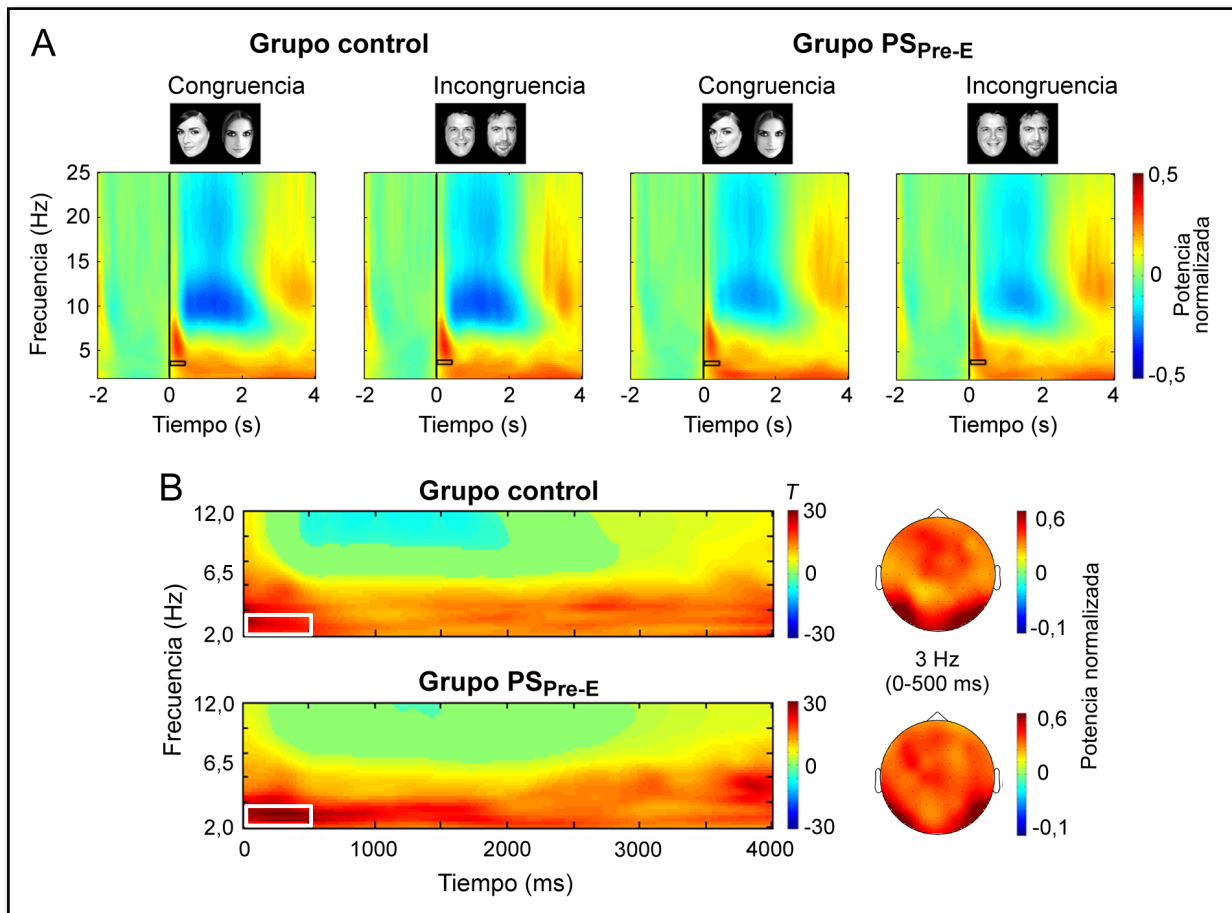 A
Grupo control
Grupo PSPre-E
Congruencia
Incongruencia
Congruencia
Incongruencia
Frecuencia (Hz)
25
20
15
10
5
-2 0 2 4
-2 0 2 4
-2 0 2 4
-2 0 2 4
Tiempo (s)
Tiempo (s)
Tiempo (s)
Tiempo (s)
0,5
0
-0,5
Potencia
normalizada
B
Grupo control
T
Frecuencia (Hz)
12,0
6,5
2,0
30
0
-30
0,6
0
-0,1
3 Hz
(0-500 ms)
Potencia normalizada
Grupo PSPre-E
12,0
6,5
2,0
30
0
-30
0,6
0
-0,1
0 1000 2000 3000 4000
Tiempo (ms)